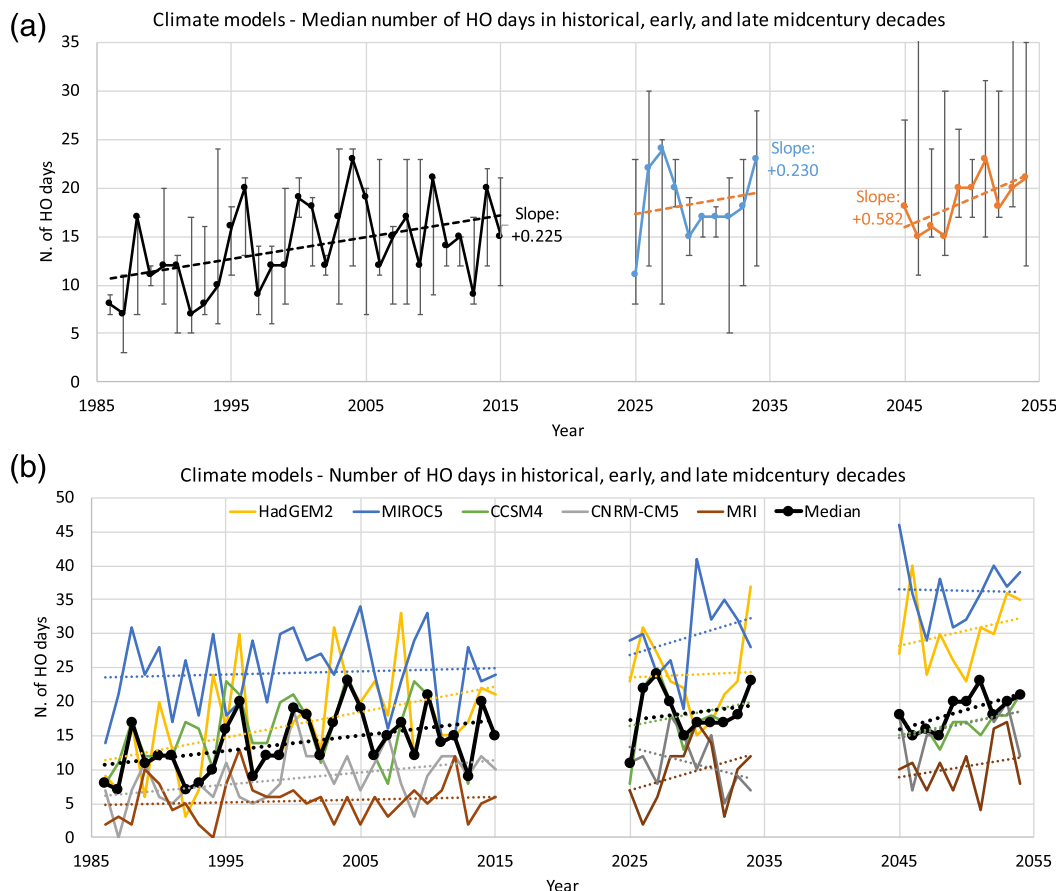 (a)
Climate models - Median number of HO days in historical, early, and late midcentury decades
35
30
25
20
15
10
5
0
N. of HO days
Slope:
+0.225
Slope:
+0.230
Slope:
+0.582
1985 1995 2005 2015 2025 2035 2045 2055
Year
(b)
Climate models - Number of HO days in historical, early, and late midcentury decades
HadGEM2 MIROC5 CCSM4 CNRM-CM5 MRI Median
50
45
40
35
30
25
20
15
10
5
0
N. of HO days
1985 1995 2005 2015 2025 2035 2045 2055
Year